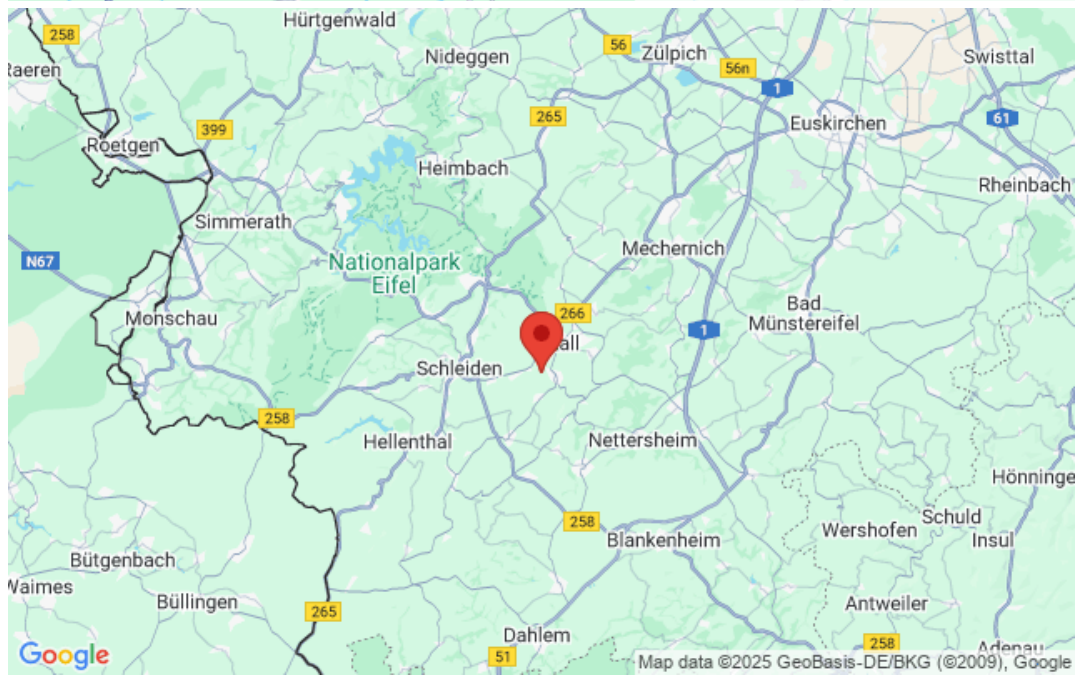 Hürtgenwald
258
Nideggen
56
Zülpich
Swisttal
Raeren
56n
1
265
61
Euskirchen
399
Roetgen
Heimbach
Rheinbach
Simmerath
Mechernich
N67
Nationalpark
Eifel
266
Bad
Münstereifel
Monschau
1
all
Schleiden
258
Hellenthal
Nettersheim
Hönninge
258
Schuld
Wershofen
Insul
Blankenheim
Bütgenbach
Waimes
Büllingen
265
Antweiler
Dahlem
258
Adenau
51
Google
Map data ©2025 GeoBasis-DE/BKG (©2009), Google